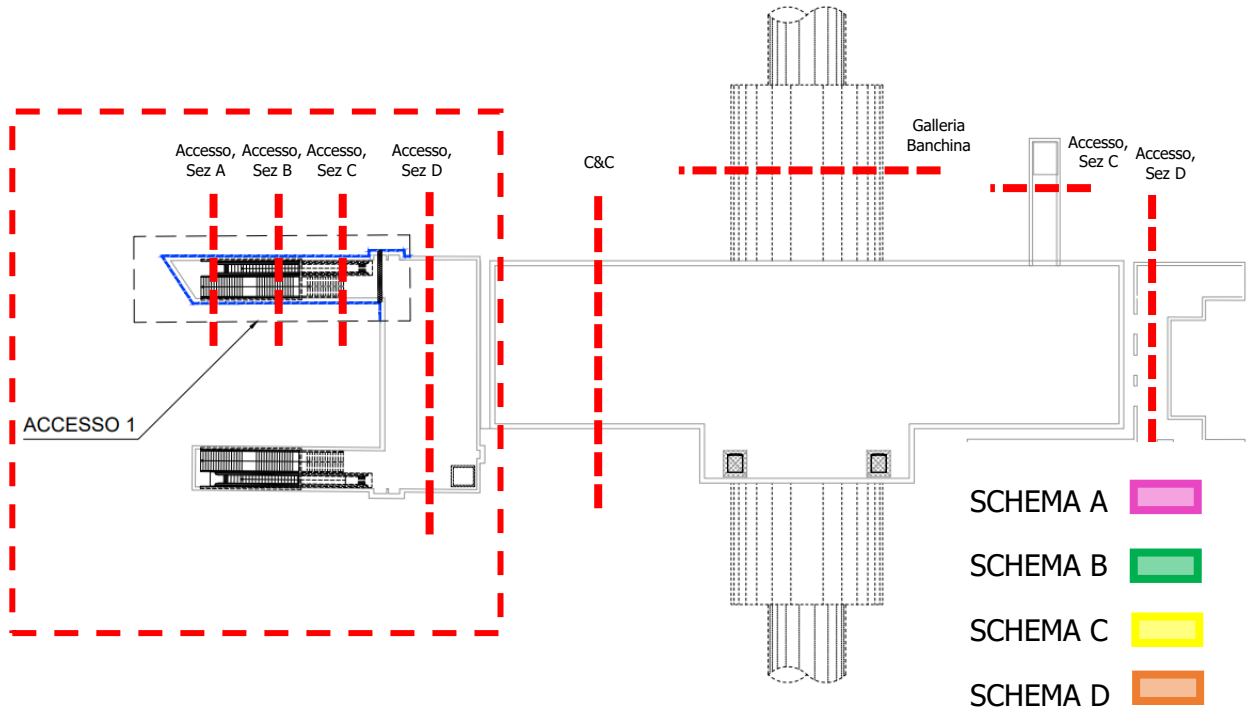 Accesso,
Sez A
Accesso,
Sez B
Accesso,
Sez C
Accesso,
Sez D
C&C
Galleria
Banchina
Accesso,
Sez C
Accesso,
Sez D
ACCESSO 1
SCHEMA A
SCHEMA B
SCHEMA C
SCHEMA D